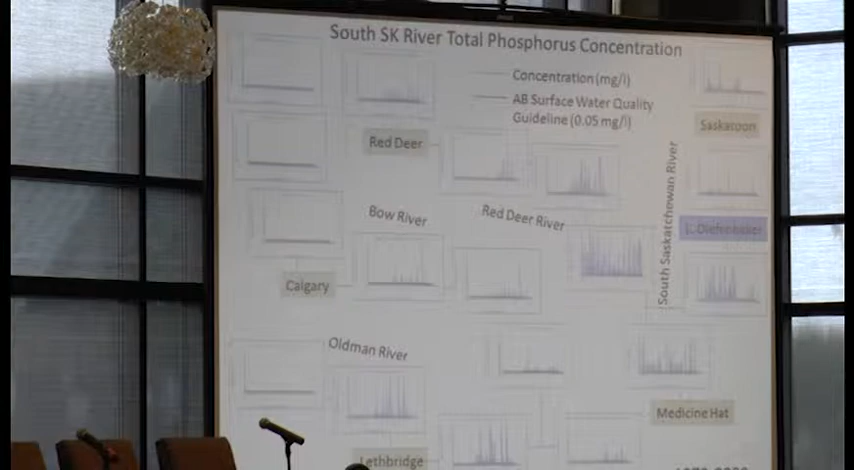 South SK River Total Phosphorus Concentration
Concentration (mg/l)
AB Surface Water Quality
Guideline (0.05 mg/l)
Saskatoon
Red Deer
South Saskatchewan River
Bow River
Red Deer River
L. Diefenbaker
Calgary
Oldman River
Medicine Hat
Lethbridge